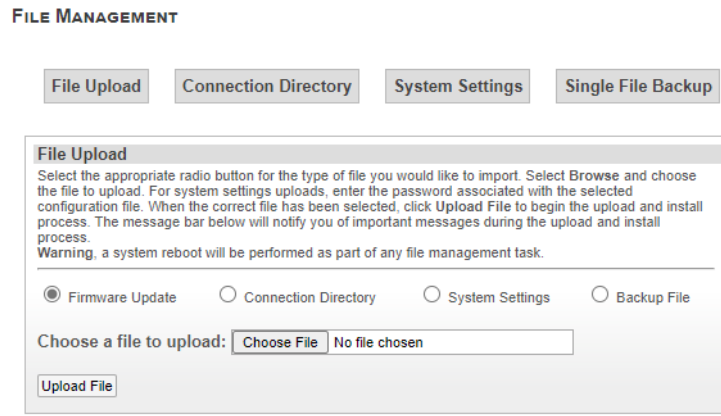 FILE MANAGEMENT
File Upload Connection Directory System Settings Single File Backup
File Upload
Select the appropriate radio button for the type of file you would like to import. Select Browse and choose
the file to upload. For system settings uploads, enter the password associated with the selected
configuration file. When the correct file has been selected, click Upload File to begin the upload and install
process. The message bar below will notify you of important messages during the upload and install
process.
Warning, a system reboot will be performed as part of any file management task.
Firmware Update Connection Directory System Settings Backup File
Choose a file to upload: Choose File No file chosen
Upload File